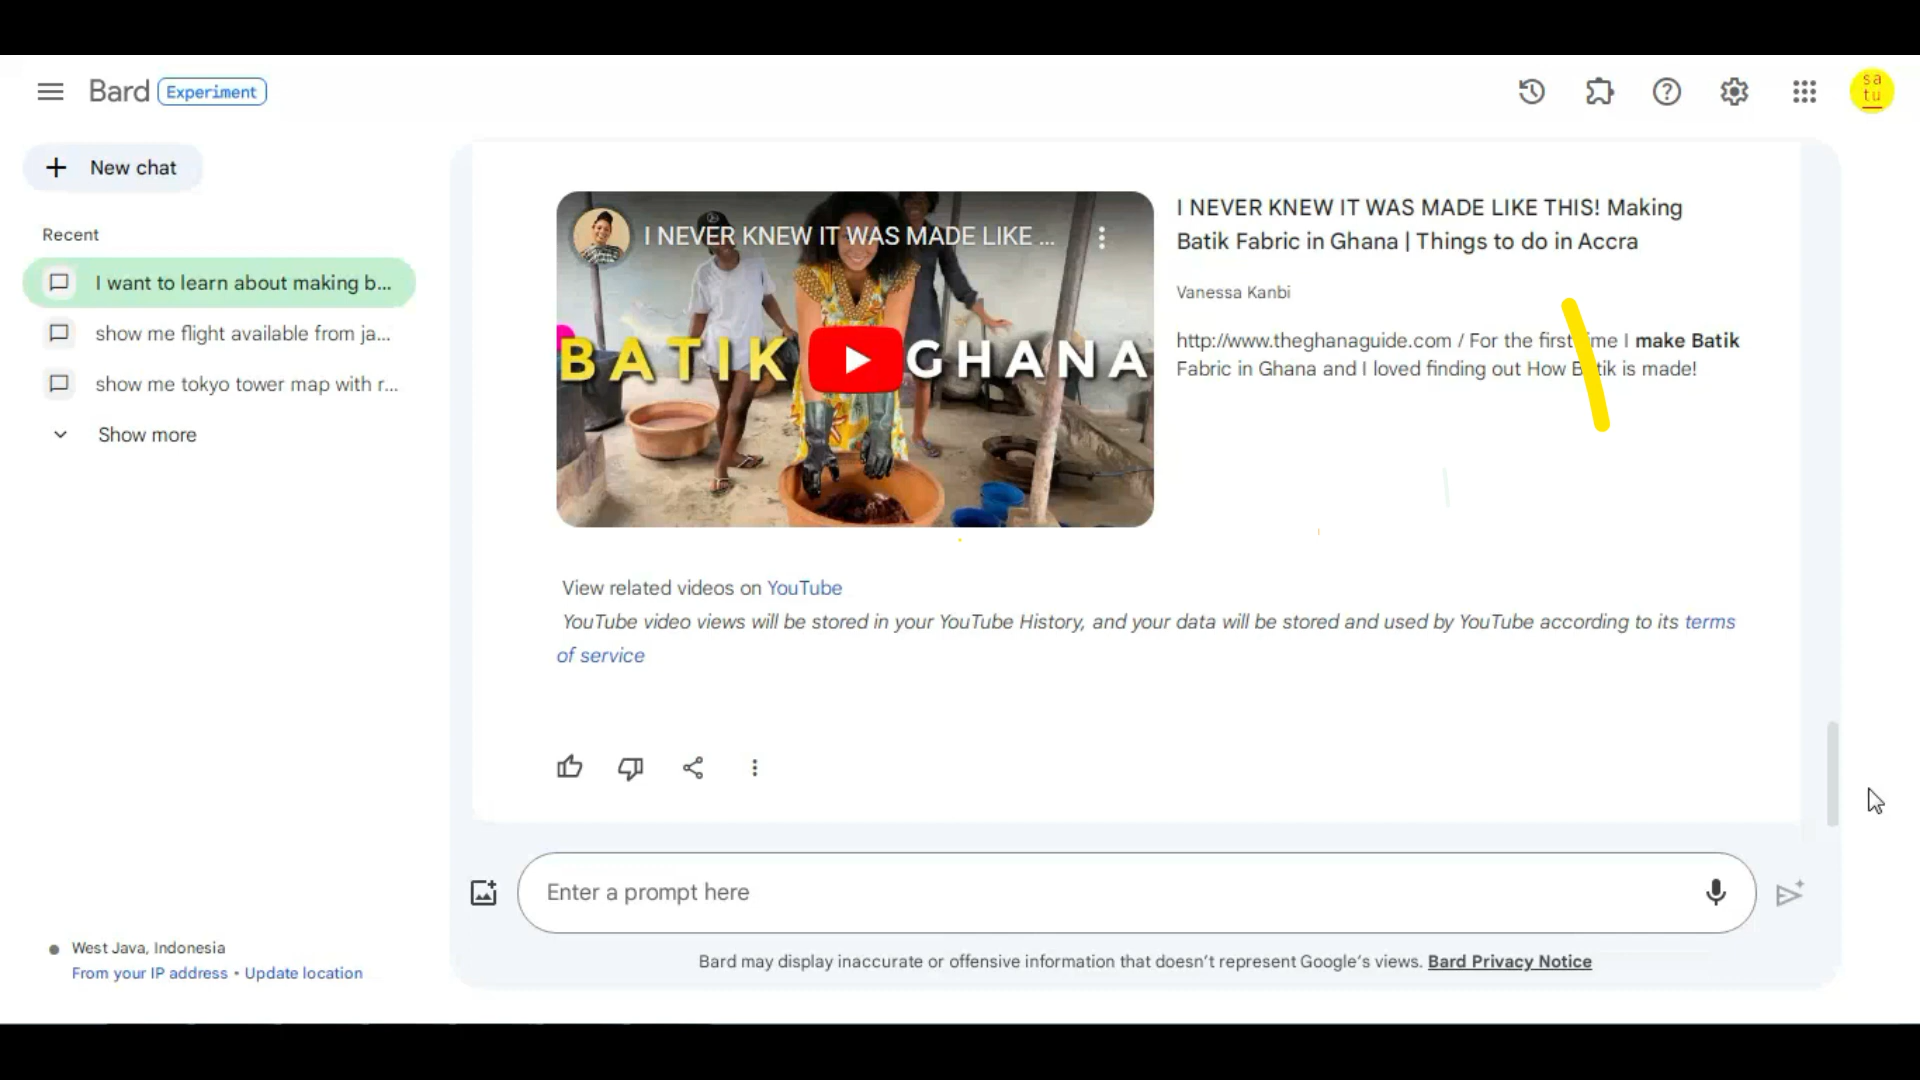 Bard Experiment
sa
tu
New chat
Recent
I want to learn about making b...
show me flight available from ja...
show me tokyo tower map with r...
Show more
I NEVER KNEW IT WAS MADE LIKE ...
BATIK GHANA
I NEVER KNEW IT WAS MADE LIKE THIS! Making
Batik Fabric in Ghana | Things to do in Accra
Vanessa Kanbi
http://www.theghanaguide.com / For the first time I make Batik
Fabric in Ghana and I loved finding out How Batik is made!
View related videos on YouTube
YouTube video views will be stored in your YouTube History, and your data will be stored and used by YouTube according to its terms
of service
Enter a prompt here
Bard may display inaccurate or offensive information that doesn't represent Google's views. Bard Privacy Notice
West Java, Indonesia
From your IP address • Update location